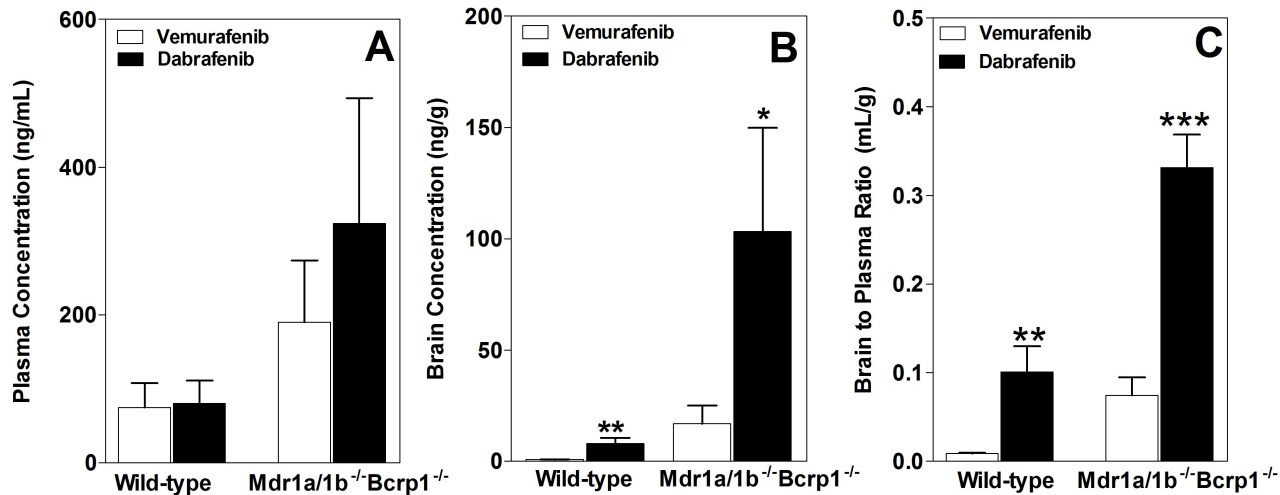 A
Vemurafenib
Dabrafenib
Plasma Concentration (ng/mL)
600
400
200
0
Wild-type
Mdr1a/1b-/-Bcrp1-/-
B
Vemurafenib
Dabrafenib
Brain Concentration (ng/g)
200
150
100
50
0
**
*
Wild-type
Mdr1a/1b-/-Bcrp1-/-
C
Vemurafenib
Dabrafenib
Brain to Plasma Ratio (mL/g)
0.5
0.4
0.3
0.2
0.1
0.0
**
***
Wild-type
Mdr1a/1b-/-Bcrp1-/-